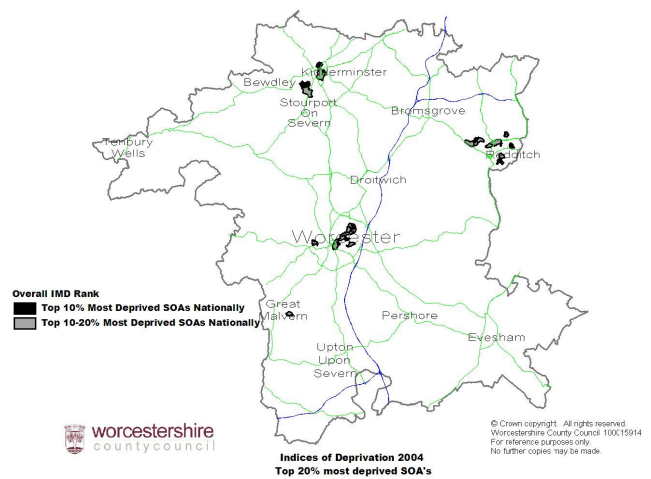 Kidderminster
Bewdley
Stourport
On
Severn
Bromsgrove
Tenbury
Wells
Redditch
Droitwich
Worcester
Overall IMD Rank
Top 10% Most Deprived SOAs Nationally
Top 10-20% Most Deprived SOAs Nationally
Great
Malvern
Pershore
Evesham
Upton
Upon
Severn
worcestershire
countycouncil
Indices of Deprivation 2004
Top 20% most deprived SOA's
© Crown copyright. All rights reserved.
Worcestershire County Council 100015914
For reference purposes only.
No further copies may be made.